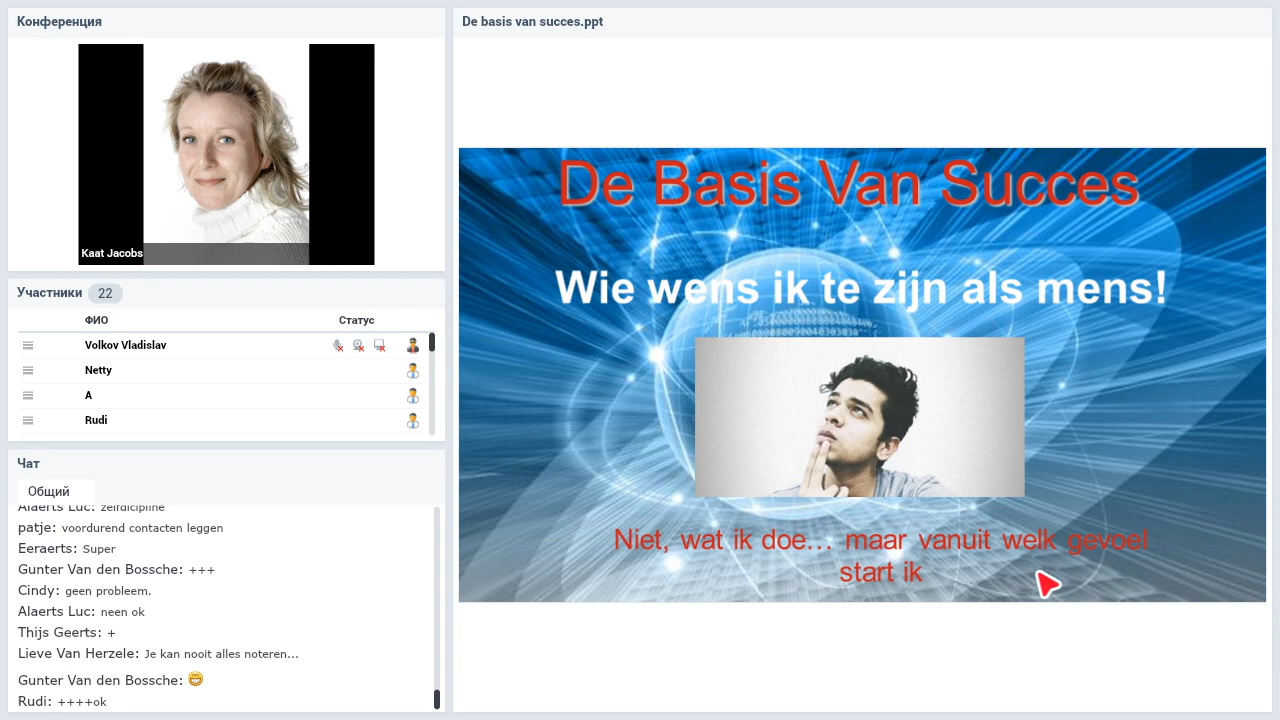 Конференция
Kaat Jacobs
Участники 22
ФИО Статус
Volkov Vladislav
Netty
A
Rudi
Чат
Общий
Alaerts Luc: zelfdicipline
patje: voordurend contacten leggen
Eeraerts: Super
Gunter Van den Bossche: +++
Cindy: geen probleem.
Alaerts Luc: neen ok
Thijs Geerts: +
Lieve Van Herzele: Je kan nooit alles noteren...
Gunter Van den Bossche: 😁
Rudi: ++++ok
De basis van succes.ppt
De Basis Van Succes
Wie wens ik te zijn als mens!
Niet, wat ik doe... maar vanuit welk gevoel
start ik